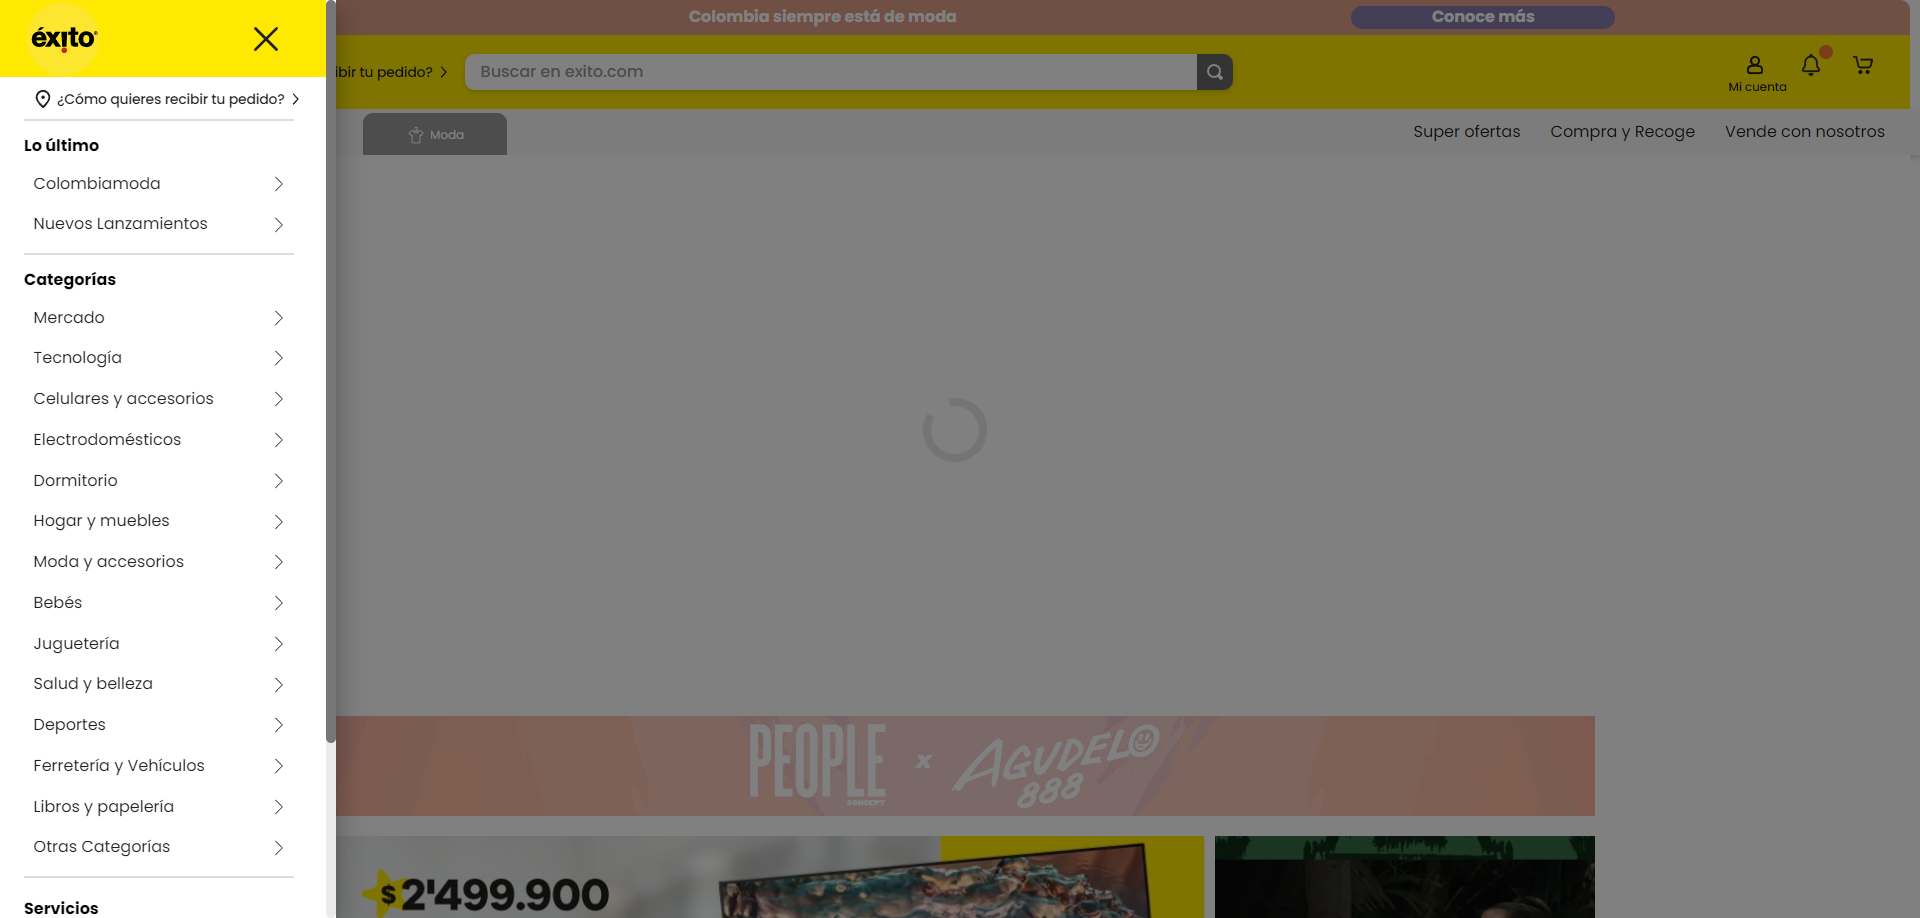 Colombia siempre está de moda
Conoce más
éxito
ibir tu pedido?
Buscar en exito.com
Mi cuenta
¿Cómo quieres recibir tu pedido?
Moda
Super ofertas
Compra y Recoge
Vende con nosotros
Lo último
Colombiamoda
Nuevos Lanzamientos
Categorías
Mercado
Tecnología
Celulares y accesorios
Electrodomésticos
Dormitorio
Hogar y muebles
Moda y accesorios
Bebés
Juguetería
Salud y belleza
Deportes
Ferretería y Vehículos
Libros y papelería
Otras Categorías
Servicios
PEOPLE
CONCEPT
x
AGUDELO
888
$2'499.900